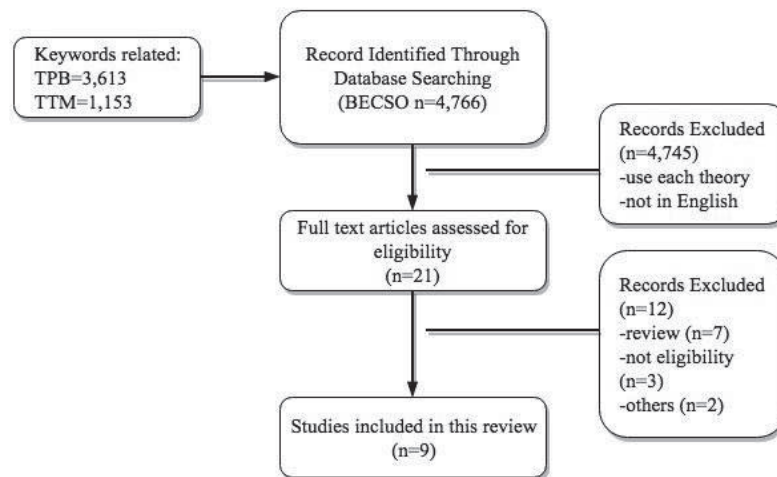 Keywords related:
TPB=3,613
TTM=1,153
Record Identified Through
Database Searching
(BECSO n=4,766)
Records Excluded
(n=4,745)
-use each theory
-not in English
Full text articles assessed for
eligibility
(n=21)
Records Excluded
(n=12)
-review (n=7)
-not eligibility
(n=3)
-others (n=2)
Studies included in this review
(n=9)